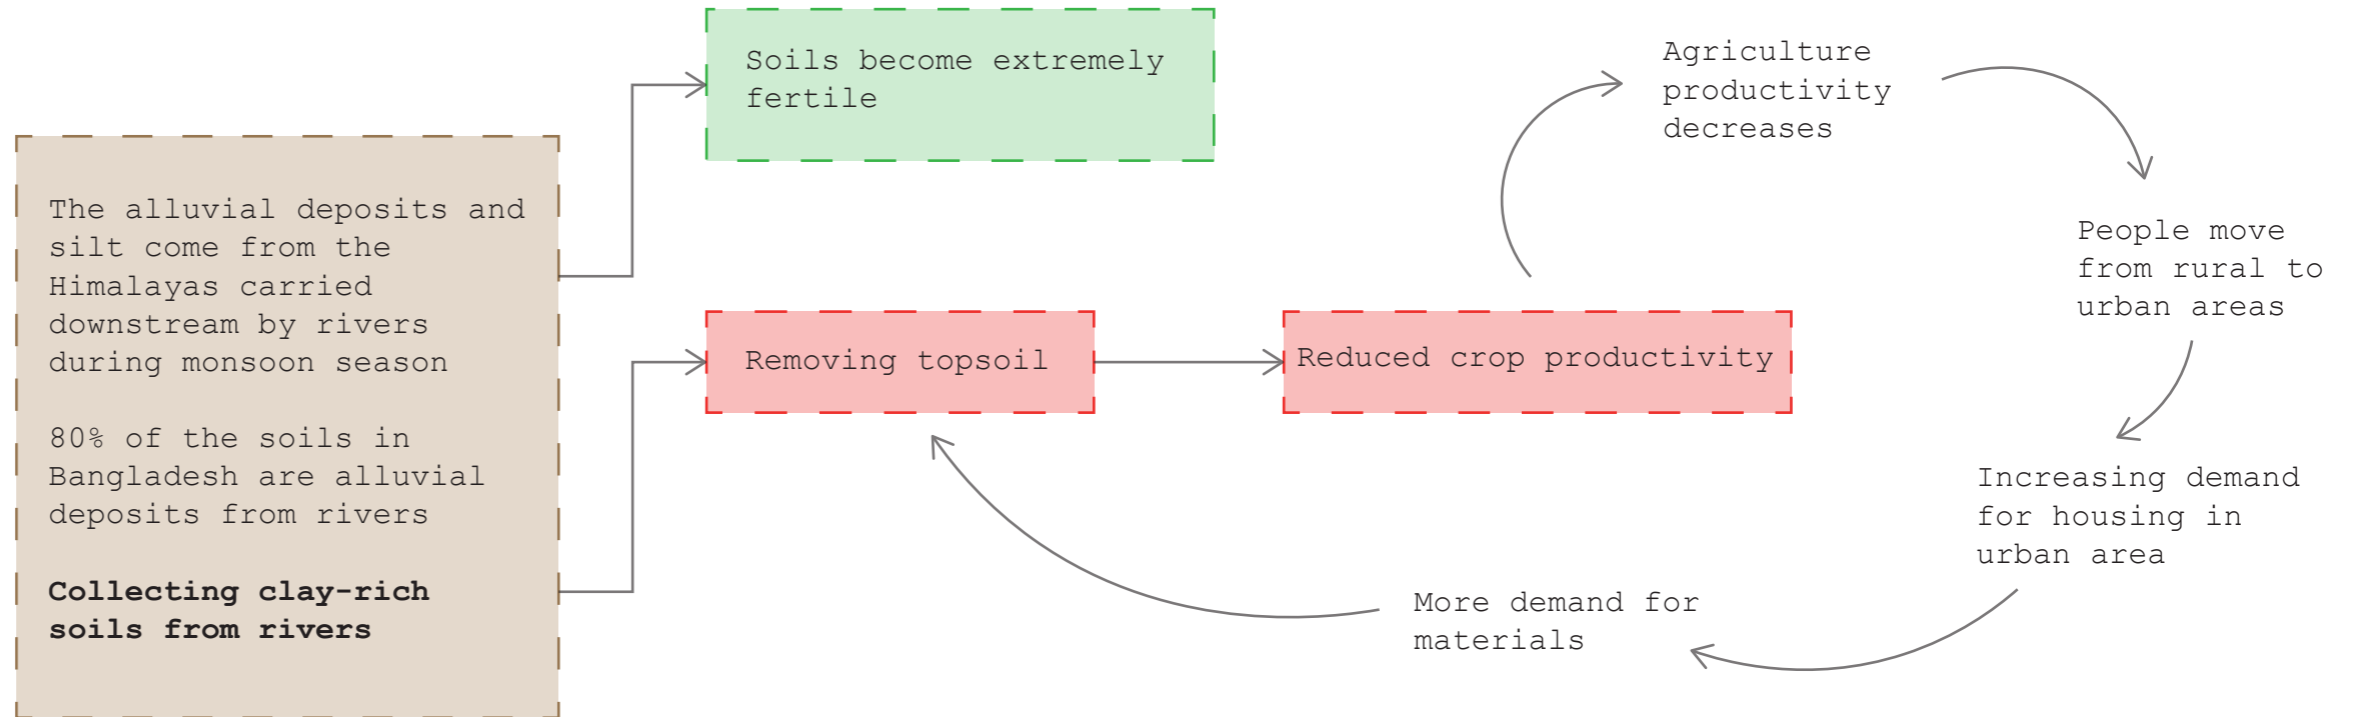 The alluvial deposits and
silt come from the
Himalayas carried
downstream by rivers
during monsoon season
80% of the soils in
Bangladesh are alluvial
deposits from rivers
Collecting clay-rich
soils from rivers
Soils become extremely
fertile
Removing topsoil
Reduced crop productivity
Agriculture
productivity
decreases
People move
from rural to
urban areas
Increasing demand
for housing in
urban area
More demand for
materials